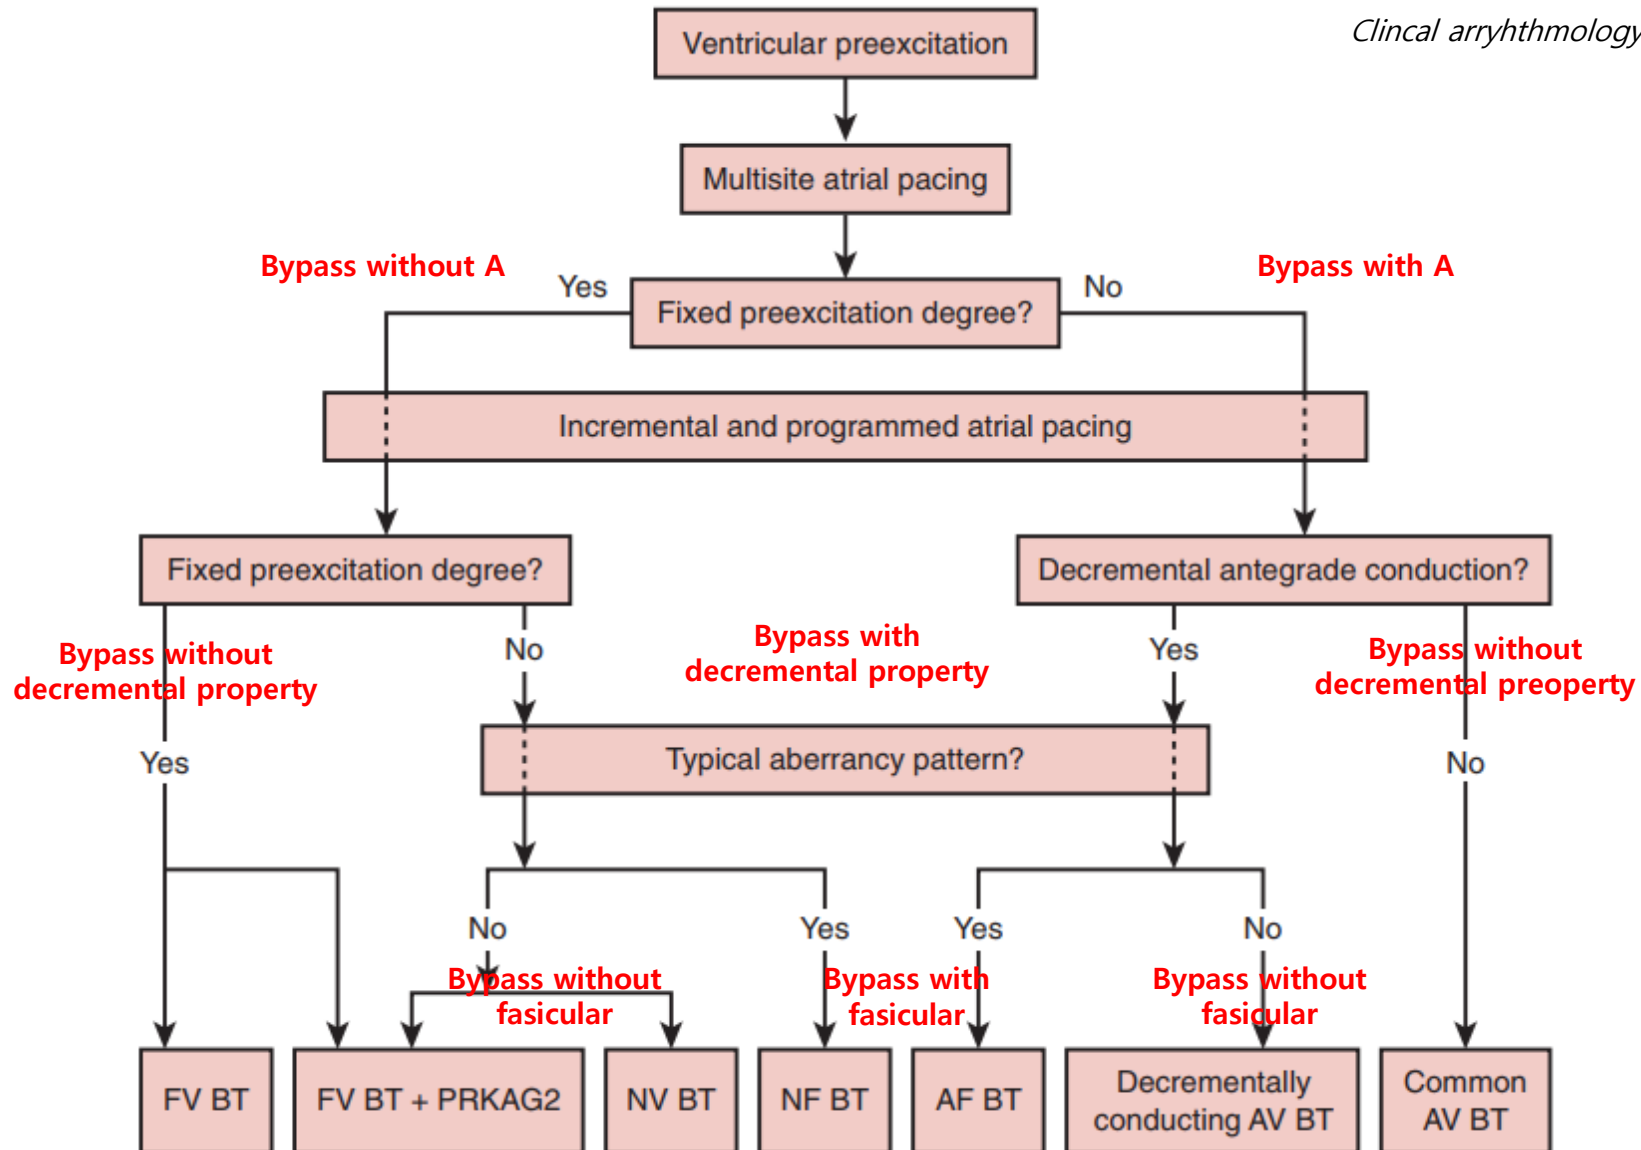 Clincal arryhthmology
Ventricular preexcitation
Multisite atrial pacing
Bypass without A
Bypass with A
Yes
No
Fixed preexcitation degree?
Incremental and programmed atrial pacing
Fixed preexcitation degree?
Decremental antegrade conduction?
Bypass without
decremental property
No
Bypass with
decremental property
Yes
Bypass without
decremental preoperty
Yes
Typical aberrancy pattern?
No
No
Yes
Yes
No
Bypass without
fasicular
Bypass with
fasicular
Bypass without
fasicular
FV BT
FV BT + PRKAG2
NV BT
NF BT
AF BT
Decrementally
conducting AV BT
Common
AV BT